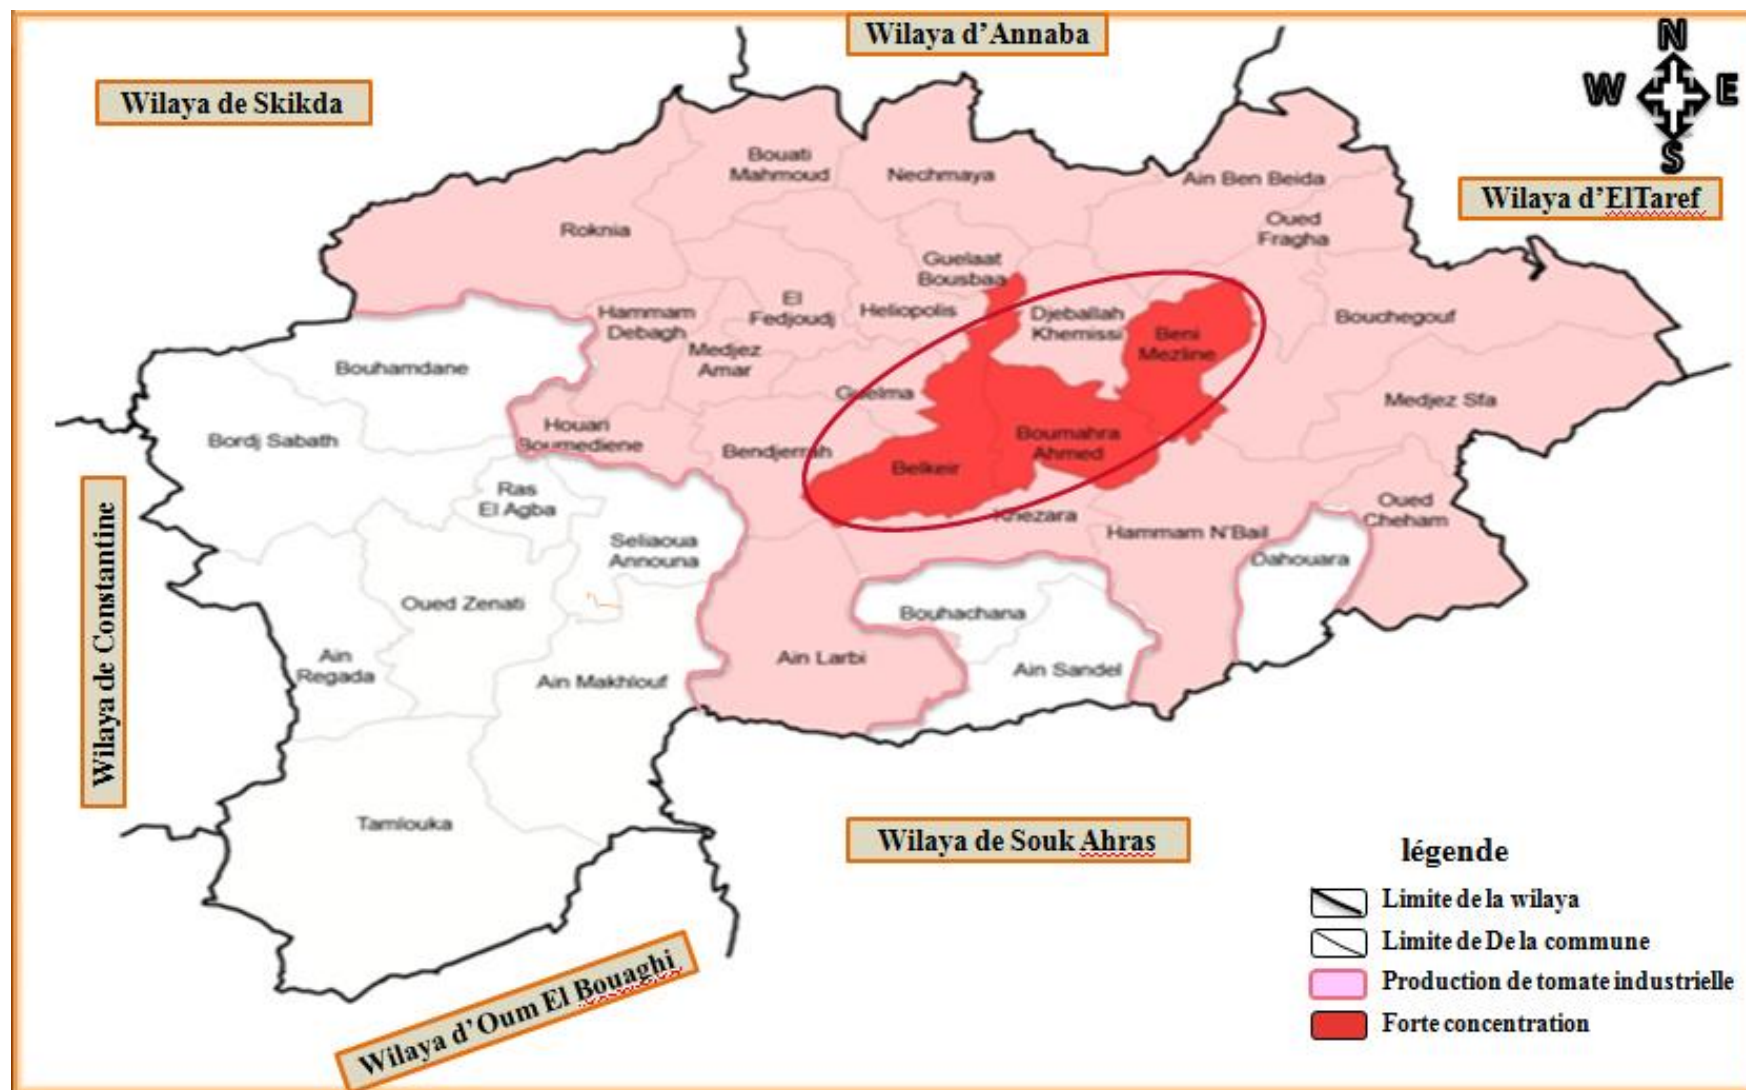 Wilaya d'Annaba
N
W E
S
Wilaya de Skikda
Wilaya d'ElTaref
Bouati
Mahmoud
Nechmaya
Ain Ben Beida
Roknia
Oued
Fragha
Guelaat
Bousbaa
Hammam
Debagh
El
Fedjoudj
Heliopolis
Djeballah
Khemissi
Beni
Mezline
Bouchegouf
Medjez
Amar
Bouhamdane
Guelma
Medjez Sfa
Bordj Sabath
Houari
Boumediene
Bendjerrah
Belkeir
Boumahra
Ahmed
Ras
El Agba
Khezara
Oued
Cheham
Seliaoua
Announa
Hammam N'Bail
Dahouara
Oued Zenati
Bouhachana
Ain
Regada
Ain Makhlouf
Ain Larbi
Ain Sandel
Wilaya de Constantine
Tamlouka
Wilaya de Souk Ahras
Wilaya d'Oum El Bouaghi
légende
Limite de la wilaya
Limite de De la commune
Production de tomate industrielle
Forte concentration